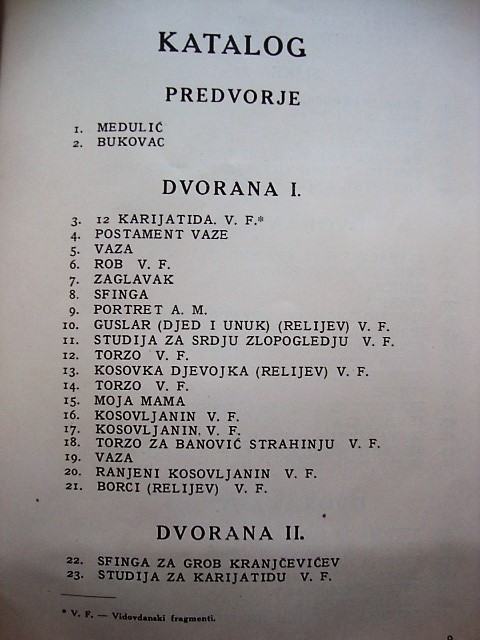 KATALOG
PREDVORJE
1. MEDULIĆ
2. BUKOVAC
DVORANA I.
3. 12 KARIJATIDA. V. F.*
4. POSTAMENT VAZE
5. VAZA
6. ROB V. F.
7. ZAGLAVAK
8. SFINGA
9. PORTRET A. M.
10. GUSLAR (DJED I UNUK) (RELIJEV) V. F.
11. STUDIJA ZA SRDJU ZLOPOGLEDJU V. F.
12. TORZO V. F.
13. KOSOVKA DJEVOJKA (RELIJEV) V. F.
14. TORZO V. F.
15. MOJA MAMA
16. KOSOVLJANIN V. F.
17. KOSOVLJANIN. V. F.
18. TORZO ZA BANOVIĆ STRAHINJU V. F.
19. VAZA
20. RANJENI KOSOVLJANIN V. F.
21. BORCI (RELIJEV) V. F.
DVORANA II.
22. SFINGA ZA GROB KRANJČEVIĆEV
23. STUDIJA ZA KARIJATIDU V. F.
* V. F. — Vidovdanski fragmenti.